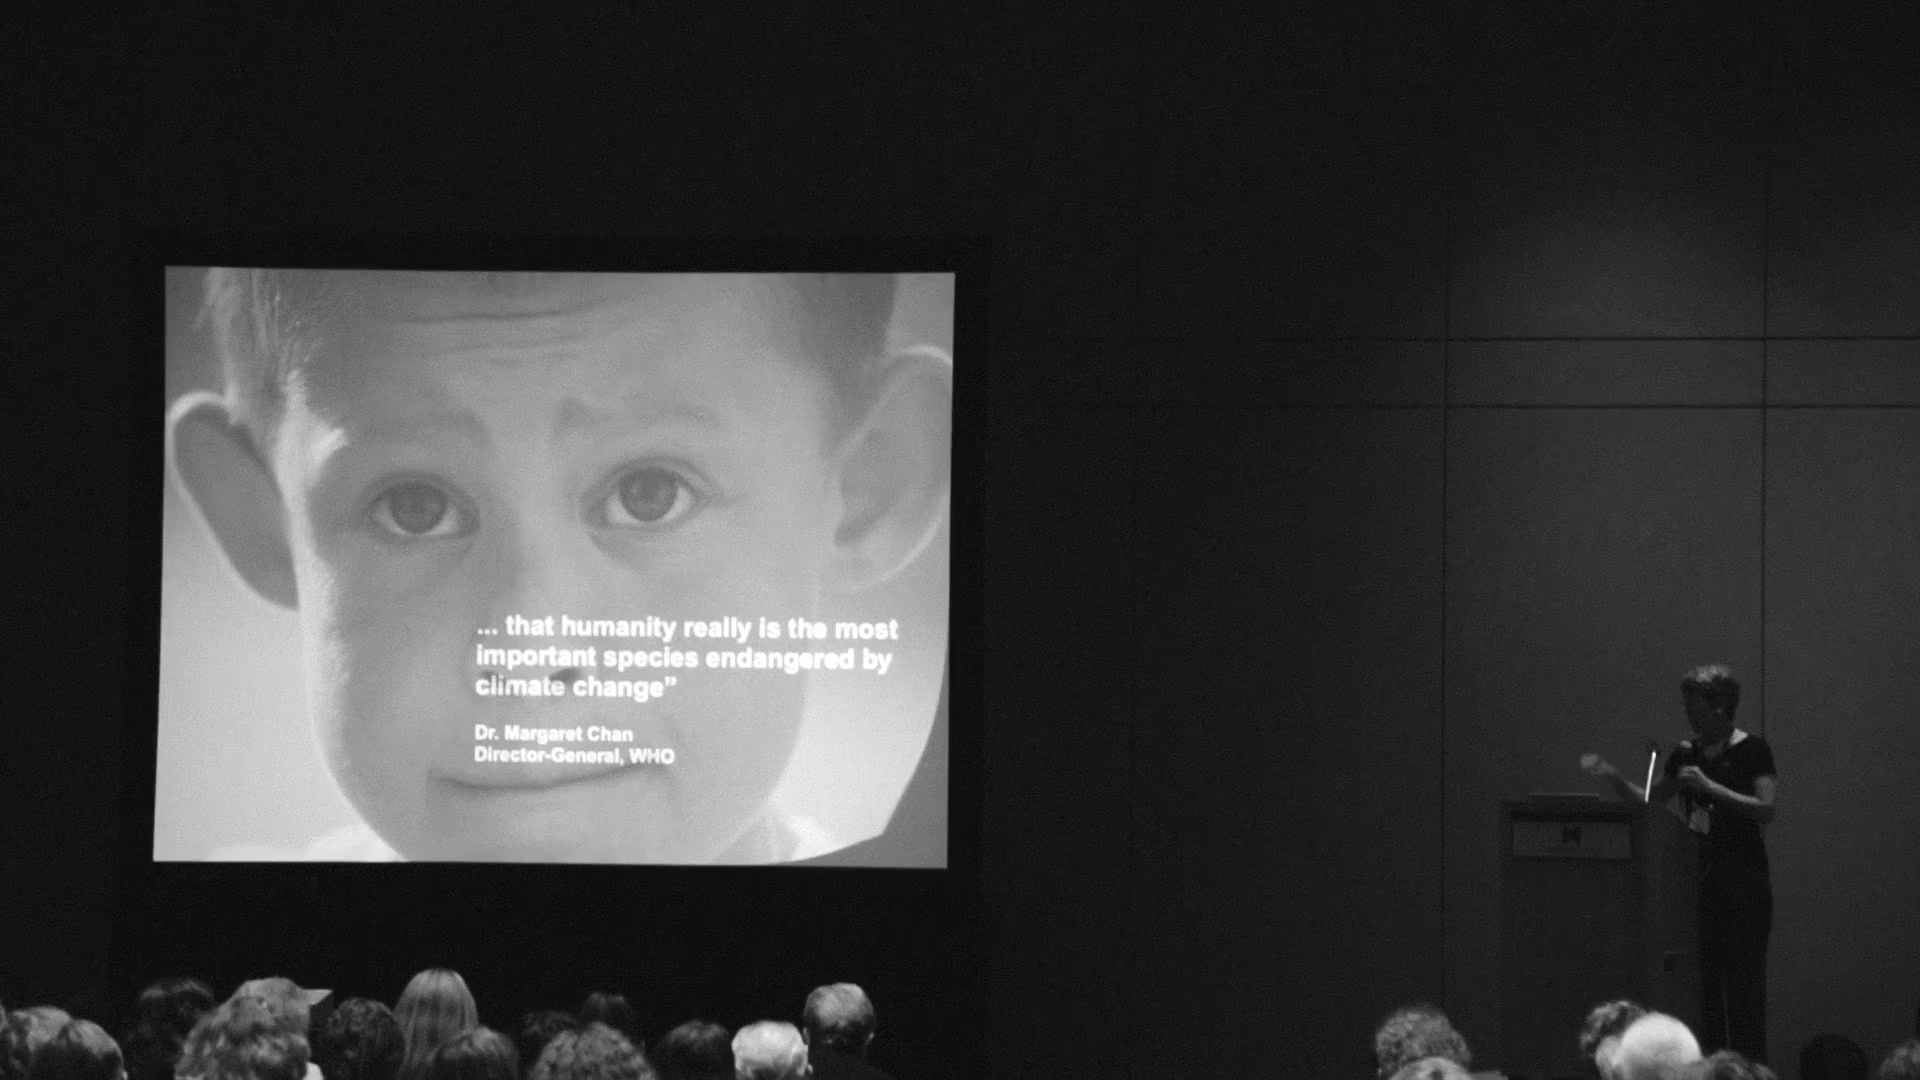 ... that humanity really is the most
important species endangered by
climate change”
Dr. Margaret Chan
Director-General, WHO